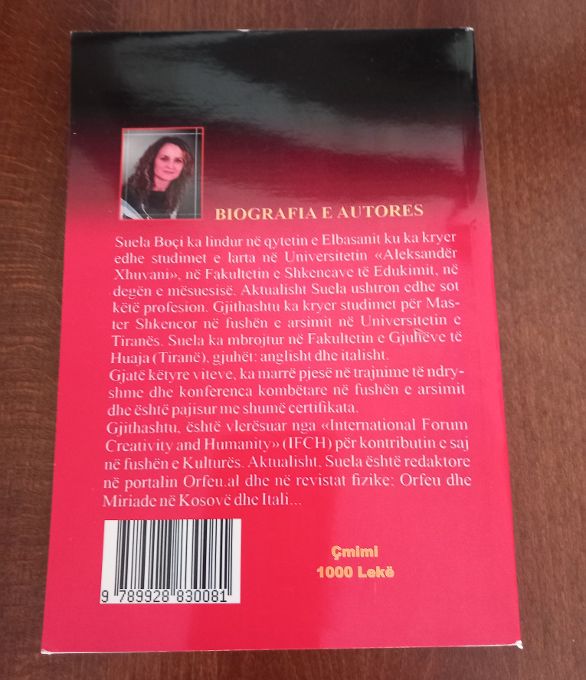 BIOGRAFIA E AUTORES
Suela Boçi ka lindur në qytetin e Elbasanit ku ka kryer
edhe studimet e larta në Universitetin «Aleksandër
Xhuvani», në Fakultetin e Shkencave të Edukimit, në
degën e mësuesisë. Aktualisht Suela ushtron edhe sot
këtë profesion. Gjithashtu ka kryer studimet për Mas-
ter Shkencor në fushën e arsimit në Universitetin e
Tiranës. Suela ka mbrojtur në Fakultetin e Gjuhëve të
Huaja (Tiranë), gjuhët: anglisht dhe italisht.
Gjatë këtyre viteve, ka marrë pjesë në trajnime të ndry-
shme dhe konferenca kombëtare në fushën e arsimit
dhe është pajisur me shumë certifikata.
Gjithashtu, është vlerësuar nga «International Forum
Creativity and Humanity» (IFCH) për kontributin e saj
në fushën e Kulturës. Aktualisht, Suela është redaktore
në portalin Orfeu.al dhe në revistat fizike: Orfeu dhe
Miriade në Kosovë dhe Itali...
Çmimi
1000 Lekë
9 789928 830081